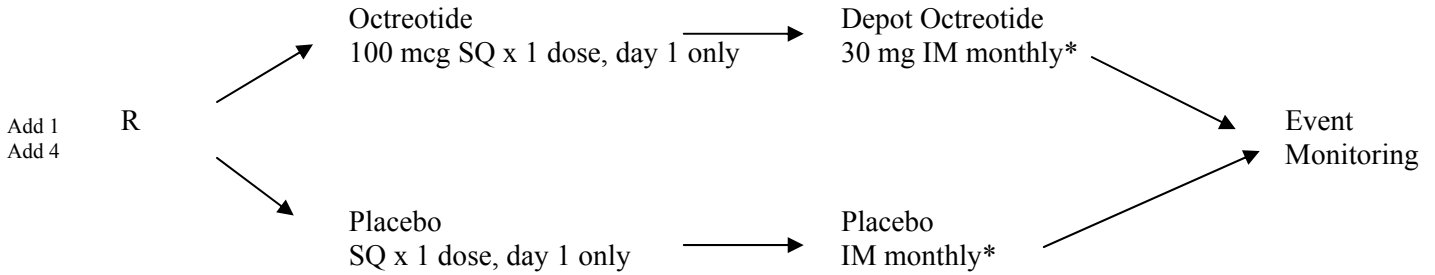 Octreotide
100 mcg SQ x 1 dose, day 1 only
Depot Octreotide
30 mg IM monthly*
Add 1
Add 4
R
Event
Monitoring
Placebo
SQ x 1 dose, day 1 only
Placebo
IM monthly*